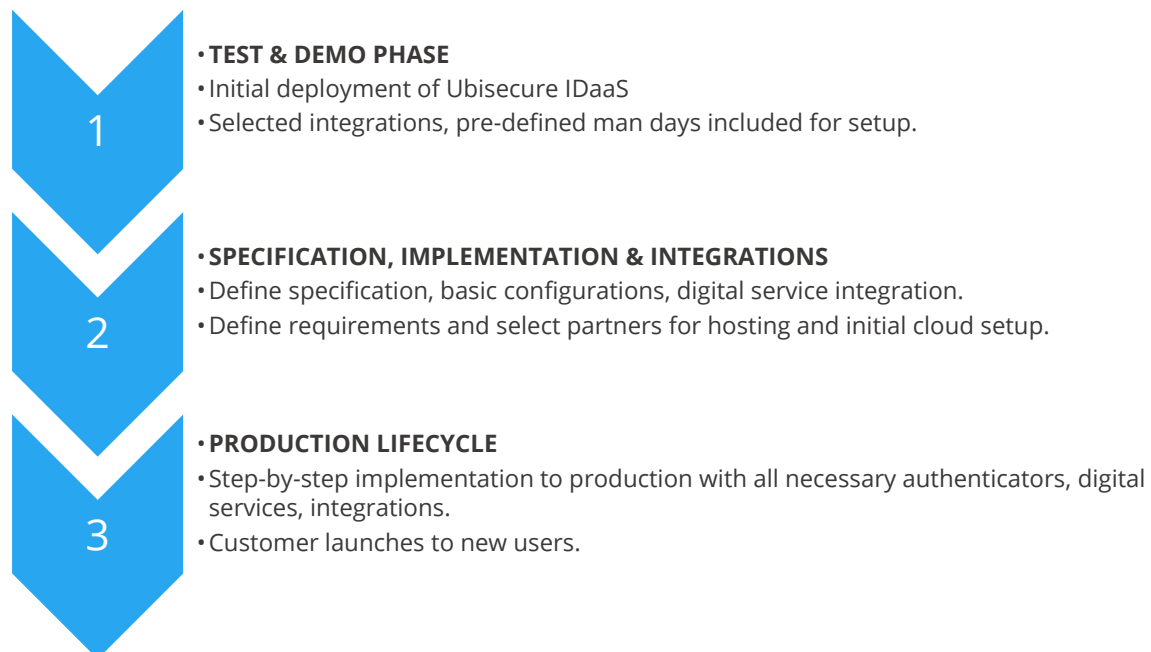 1
•TEST & DEMO PHASE
•Initial deployment of Ubisecure IDaaS
•Selected integrations, pre-defined man days included for setup.
2
•SPECIFICATION, IMPLEMENTATION & INTEGRATIONS
•Define specification, basic configurations, digital service integration.
•Define requirements and select partners for hosting and initial cloud setup.
3
•PRODUCTION LIFECYCLE
•Step-by-step implementation to production with all necessary authenticators, digital
services, integrations.
•Customer launches to new users.